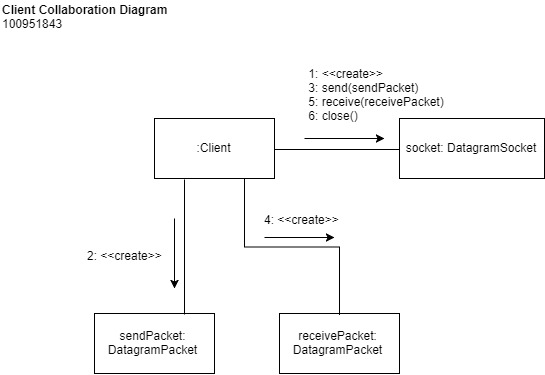 Client Collaboration Diagram
100951843
1: <<create>>
3: send(sendPacket)
5: receive(receivePacket)
6: close()
:Client
socket: DatagramSocket
4: <<create>>
2: <<create>>
sendPacket:
DatagramPacket
receivePacket:
DatagramPacket